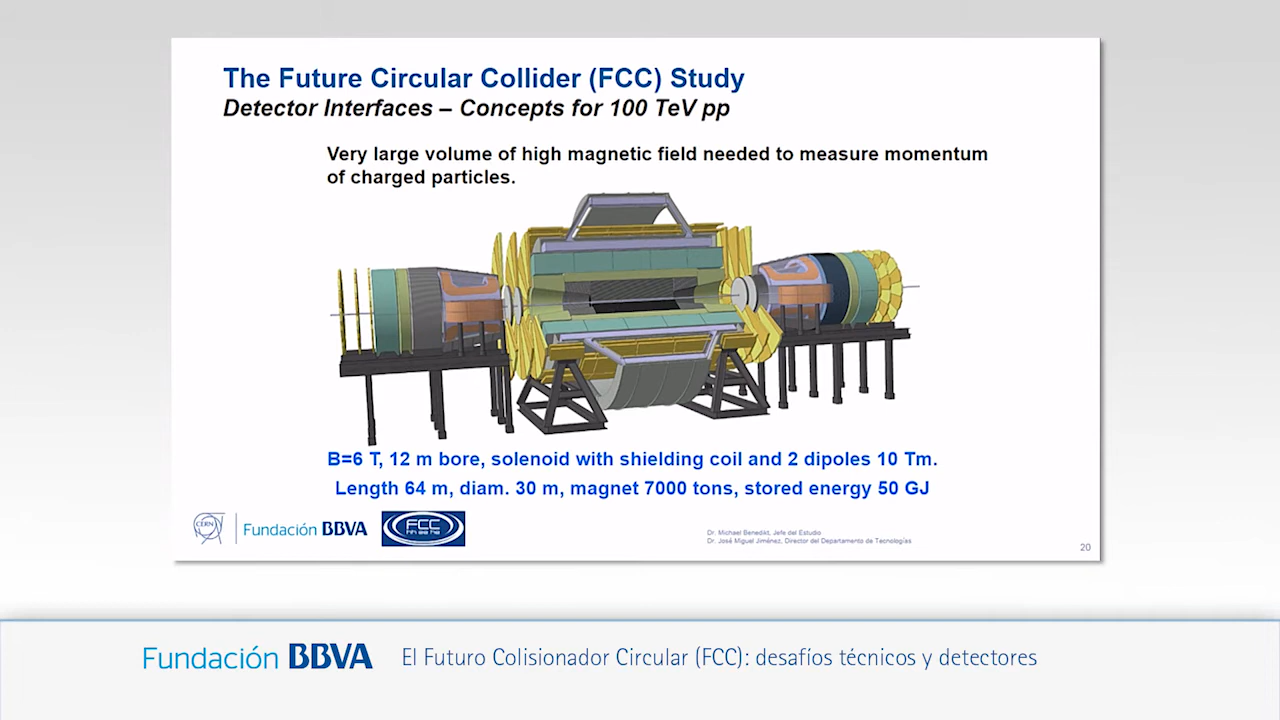 The Future Circular Collider (FCC) Study
Detector Interfaces – Concepts for 100 TeV pp
Very large volume of high magnetic field needed to measure momentum
of charged particles.
B=6 T, 12 m bore, solenoid with shielding coil and 2 dipoles 10 Tm.
Length 64 m, diam. 30 m, magnet 7000 tons, stored energy 50 GJ
CERN
Fundación BBVA
FCC
hh ee he
Dr. Michael Benedikt, Jefe del Estudio
Dr. José Miguel Jiménez, Director del Departamento de Tecnologías
20
Fundación BBVA
El Futuro Colisionador Circular (FCC): desafíos técnicos y detectores